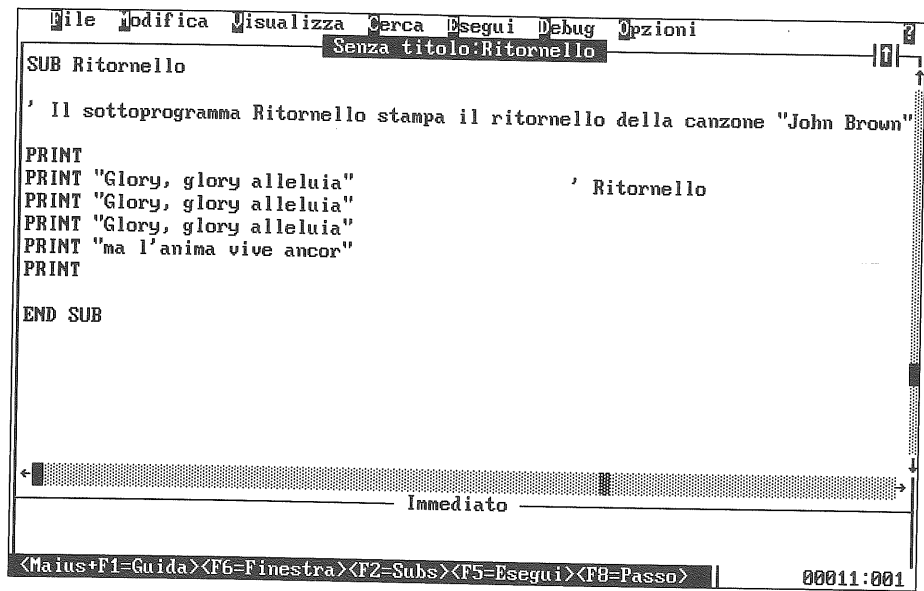 File Modifica Visualizza Cerca Esegui Debug Opzioni ?
Senza titolo:Ritornello
SUB Ritornello
' Il sottoprogramma Ritornello stampa il ritornello della canzone "John Brown"
PRINT
PRINT "Glory, glory alleluia" ' Ritornello
PRINT "Glory, glory alleluia"
PRINT "Glory, glory alleluia"
PRINT "ma l'anima vive ancor"
PRINT
END SUB
Immediato
<Maius+F1=Guida><F6=Finestra><F2=Subs><F5=Esegui><F8=Passo> 00011:001